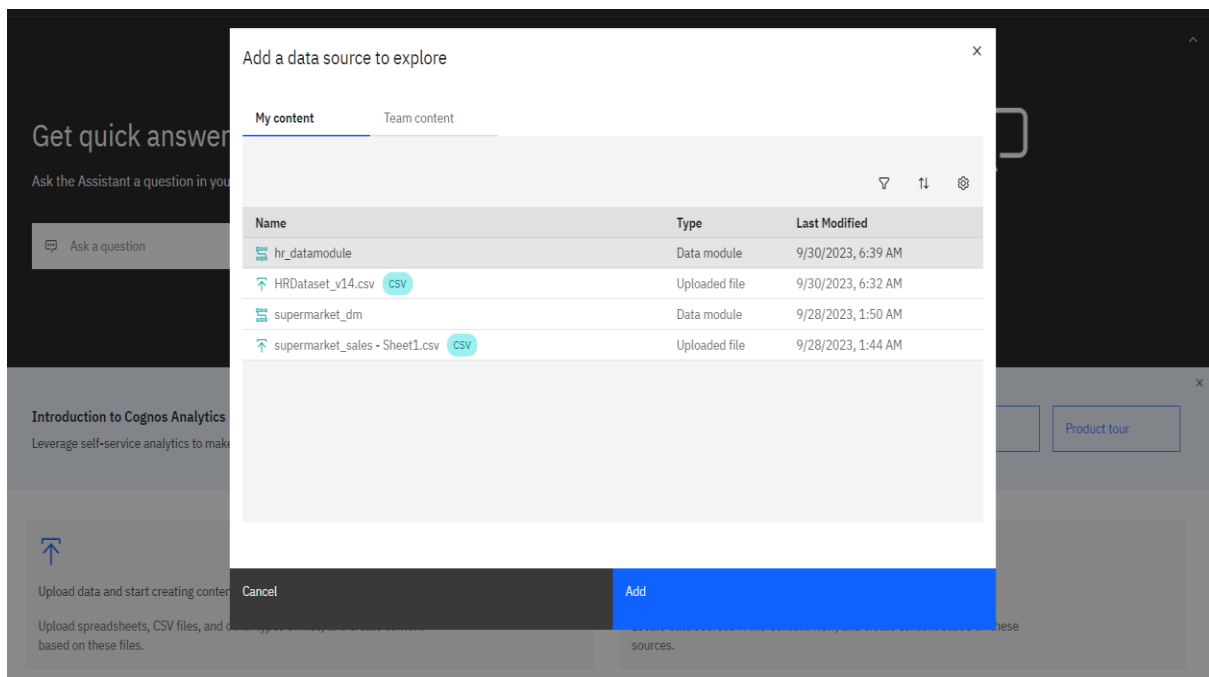 Add a data source to explore
X
My content Team content
Get quick answer
Ask the Assistant a question in you
Ask a question
Name Type Last Modified
hr_datamodule Data module 9/30/2023, 6:39 AM
HRDataset_v14.csv CSV Uploaded file 9/30/2023, 6:32 AM
supermarket_dm Data module 9/28/2023, 1:50 AM
supermarket_sales - Sheet1.csv CSV Uploaded file 9/28/2023, 1:44 AM
X
Introduction to Cognos Analytics
Leverage self-service analytics to make
Product tour
Upload data and start creating conten
Cancel Add
Upload spreadsheets, CSV files, and
based on these files.
these
sources.